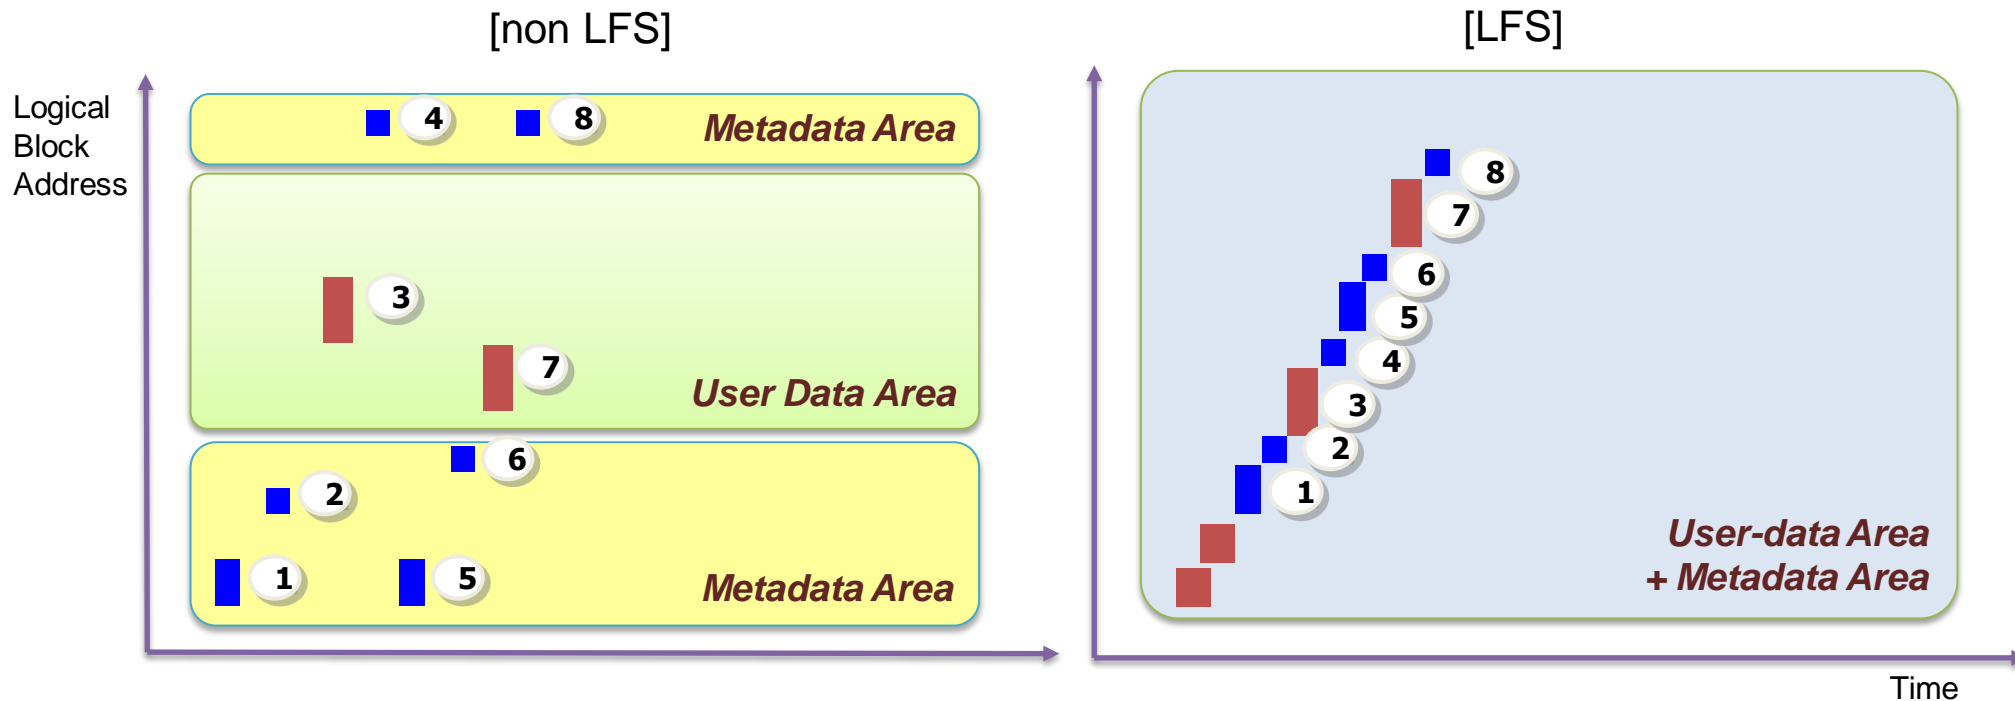 [non LFS]
[LFS]
Logical
Block
Address
4
8
Metadata Area
3
7
User Data Area
6
2
1
5
Metadata Area
8
7
6
5
4
3
2
1
User-data Area
+ Metadata Area
Time